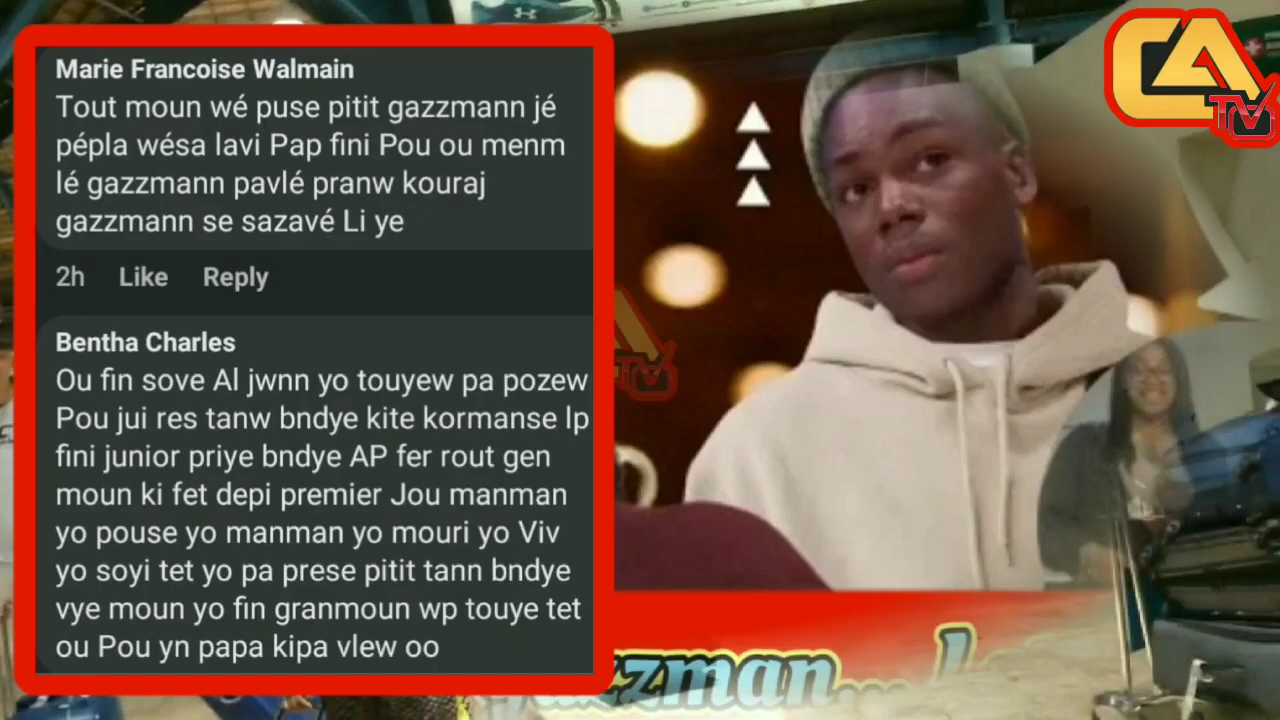 Marie Francoise Walmain
Tout moun wé puse pitit gazzmann jé
pépla wésa lavi Pap fini Pou ou menm
lé gazzmann pavlé pranw kouraj
gazzmann se sazavé Li ye
2h Like Reply
Bentha Charles
Ou fin sove Al jwnn yo touyew pa pozew
Pou jui res tanw bndye kite kormanse lp
fini junior priye bndye AP fer rout gen
moun ki fet depi premier Jou manman
yo pouse yo manman yo mouri yo Viv
yo soyi tet yo pa prese pitit tann bndye
vye moun yo fin granmoun wp touye tet
ou Pou yn papa kipa vlew oo
CA
TV
TV